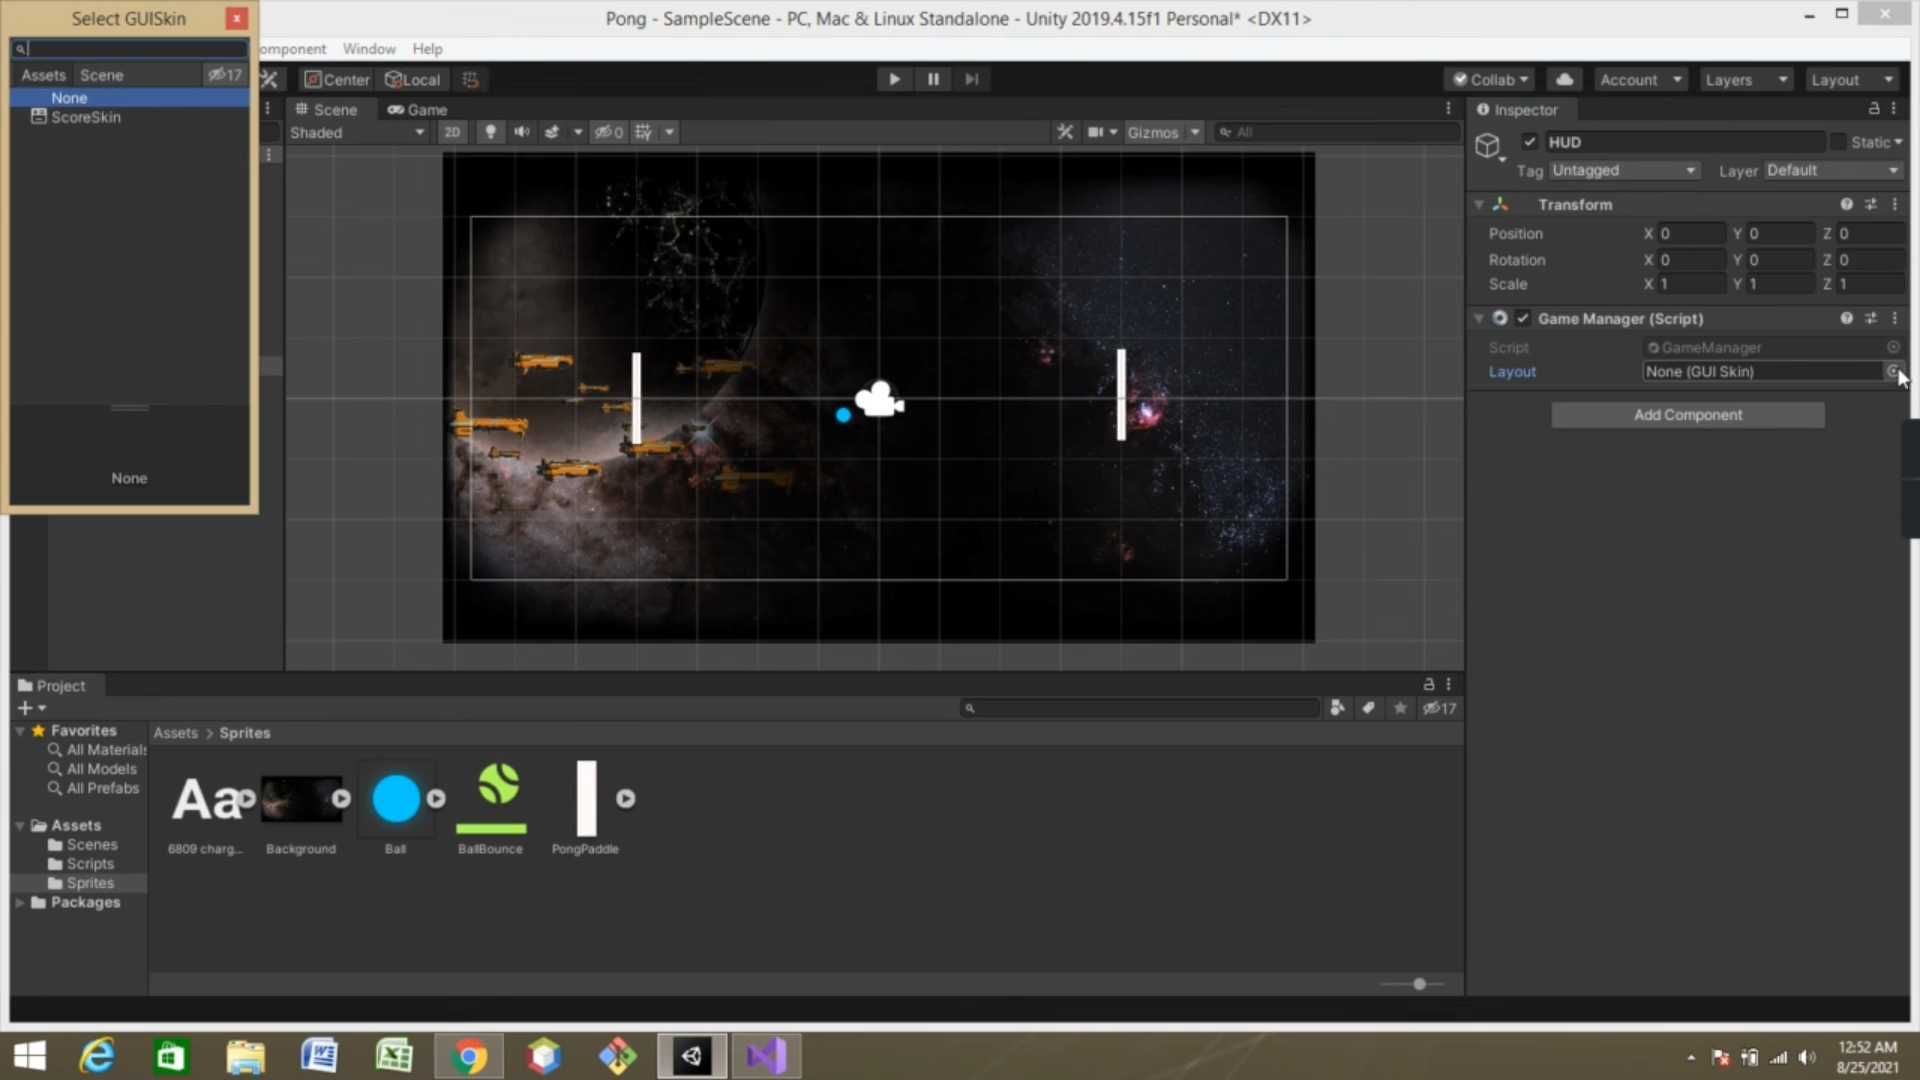 Select GUISkin
x
Pong - SampleScene - PC, Mac & Linux Standalone - Unity 2019.4.15f1 Personal* <DX11>
omponent Window Help
Assets Scene 17
None
ScoreSkin
None
Center Local
Collab Account Layers Layout
Scene Game
Shaded 2D 0 Gizmos All
Inspector
HUD Static
Tag Untagged Layer Default
Transform
Position X 0 Y 0 Z 0
Rotation X 0 Y 0 Z 0
Scale X 1 Y 1 Z 1
Game Manager (Script)
Script GameManager
Layout None (GUI Skin)
Add Component
Project
17
Favorites
All Materials
All Models
All Prefabs
Assets
Scenes
Scripts
Sprites
Packages
Assets > Sprites
Aa
6809 charg... Background Ball BallBounce PongPaddle
12:52 AM
8/25/2021